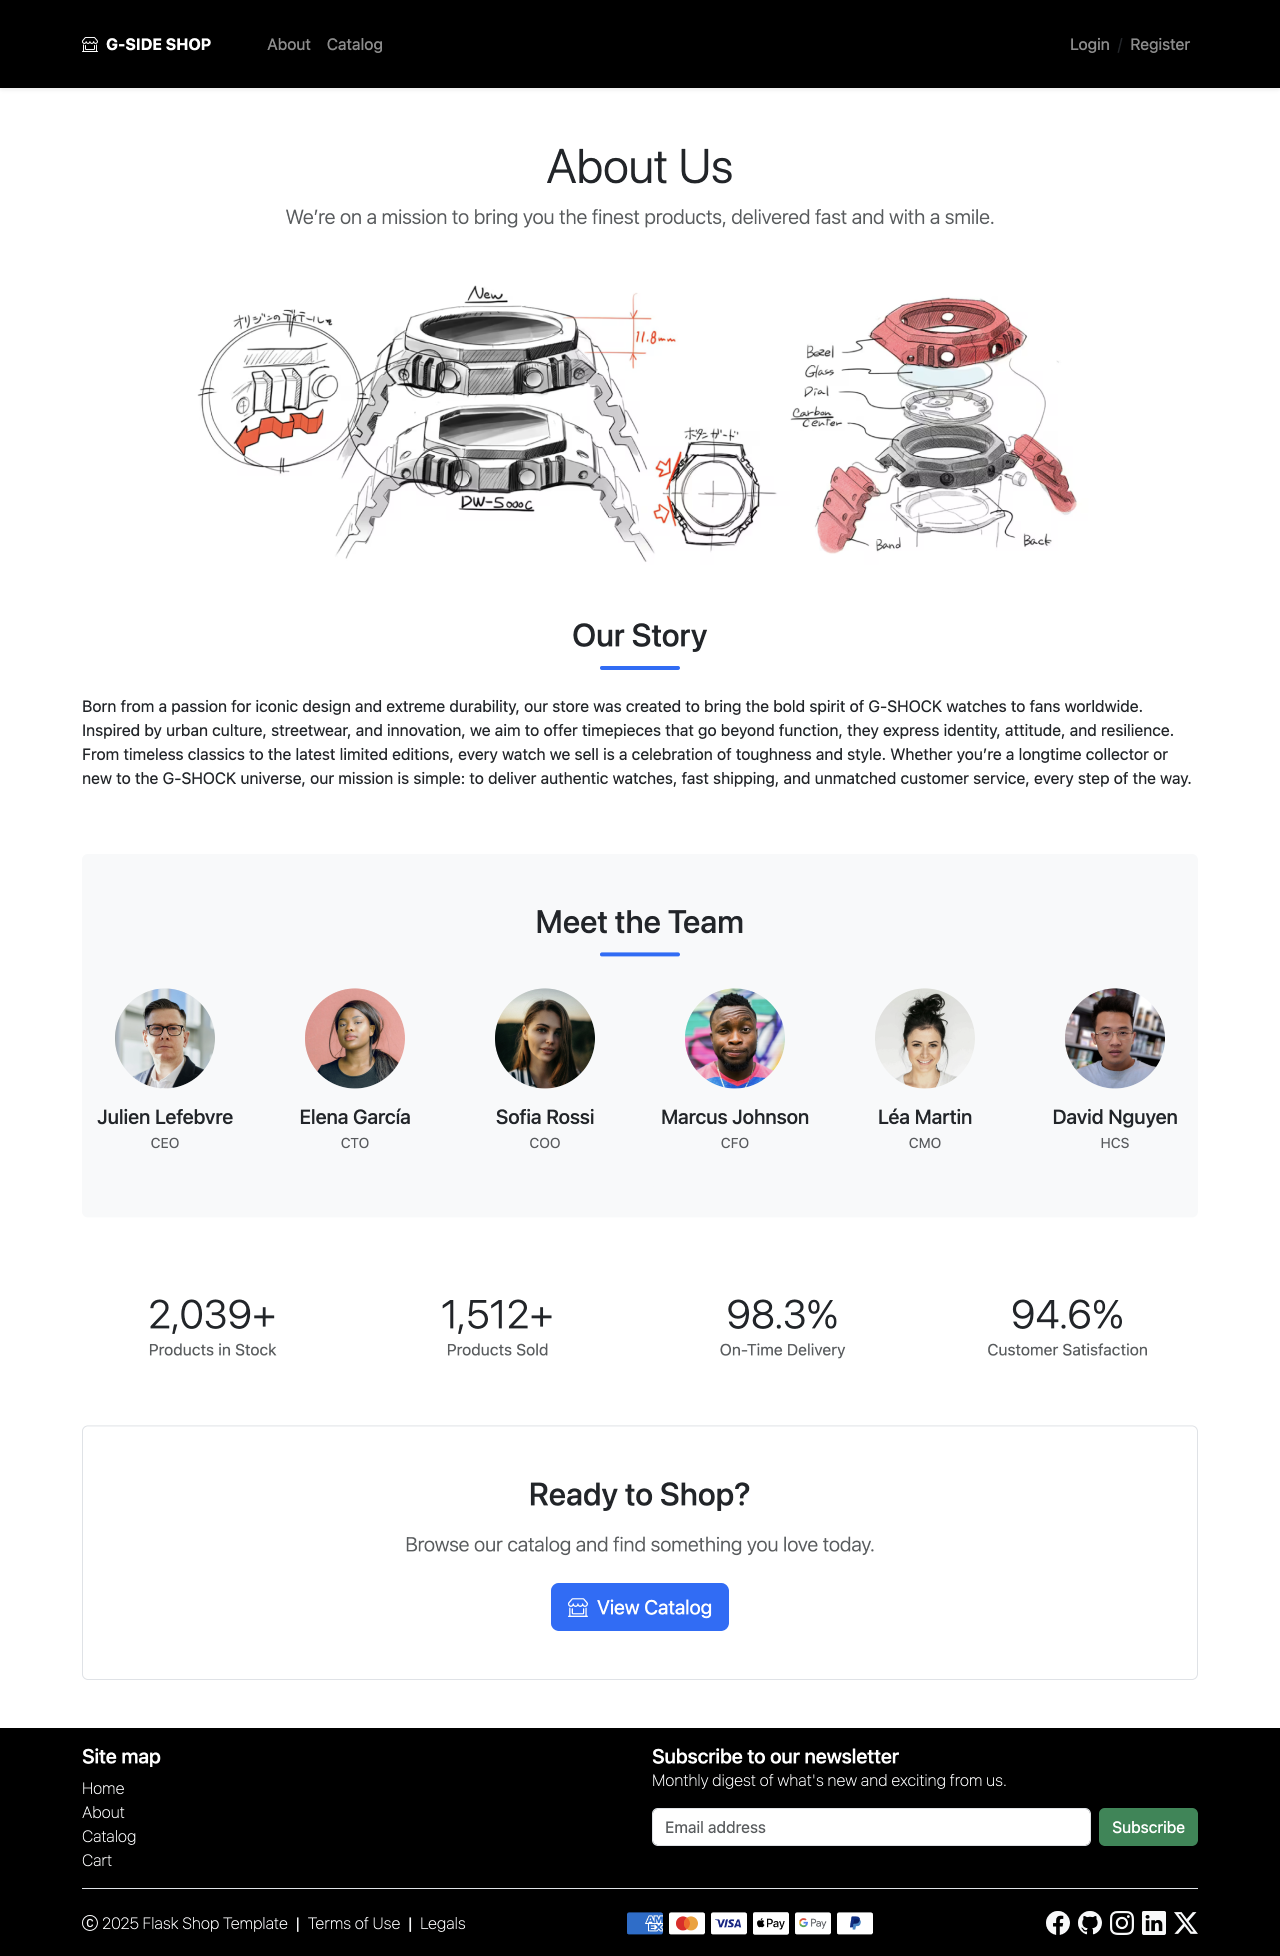 G-SIDE SHOP
About
Catalog
Login / Register
About Us
We’re on a mission to bring you the finest products, delivered fast and with a smile.
オリジンのディテールを
New
11.8mm
DW-5000C
ボタンガード
Bezel
Glass
Dial
Carbon
Center
Band
Back
Our Story
Born from a passion for iconic design and extreme durability, our store was created to bring the bold spirit of G-SHOCK watches to fans worldwide.
Inspired by urban culture, streetwear, and innovation, we aim to offer timepieces that go beyond function, they express identity, attitude, and resilience.
From timeless classics to the latest limited editions, every watch we sell is a celebration of toughness and style. Whether you’re a longtime collector or
new to the G-SHOCK universe, our mission is simple: to deliver authentic watches, fast shipping, and unmatched customer service, every step of the way.
Meet the Team
Julien Lefebvre
CEO
Elena García
CTO
Sofia Rossi
COO
Marcus Johnson
CFO
Léa Martin
CMO
David Nguyen
HCS
2,039+
Products in Stock
1,512+
Products Sold
98.3%
On-Time Delivery
94.6%
Customer Satisfaction
Ready to Shop?
Browse our catalog and find something you love today.
View Catalog
Site map
Home
About
Catalog
Cart
Subscribe to our newsletter
Monthly digest of what's new and exciting from us.
Email address
Subscribe
© 2025 Flask Shop Template | Terms of Use | Legals
AMEX
VISA
Pay
G Pay